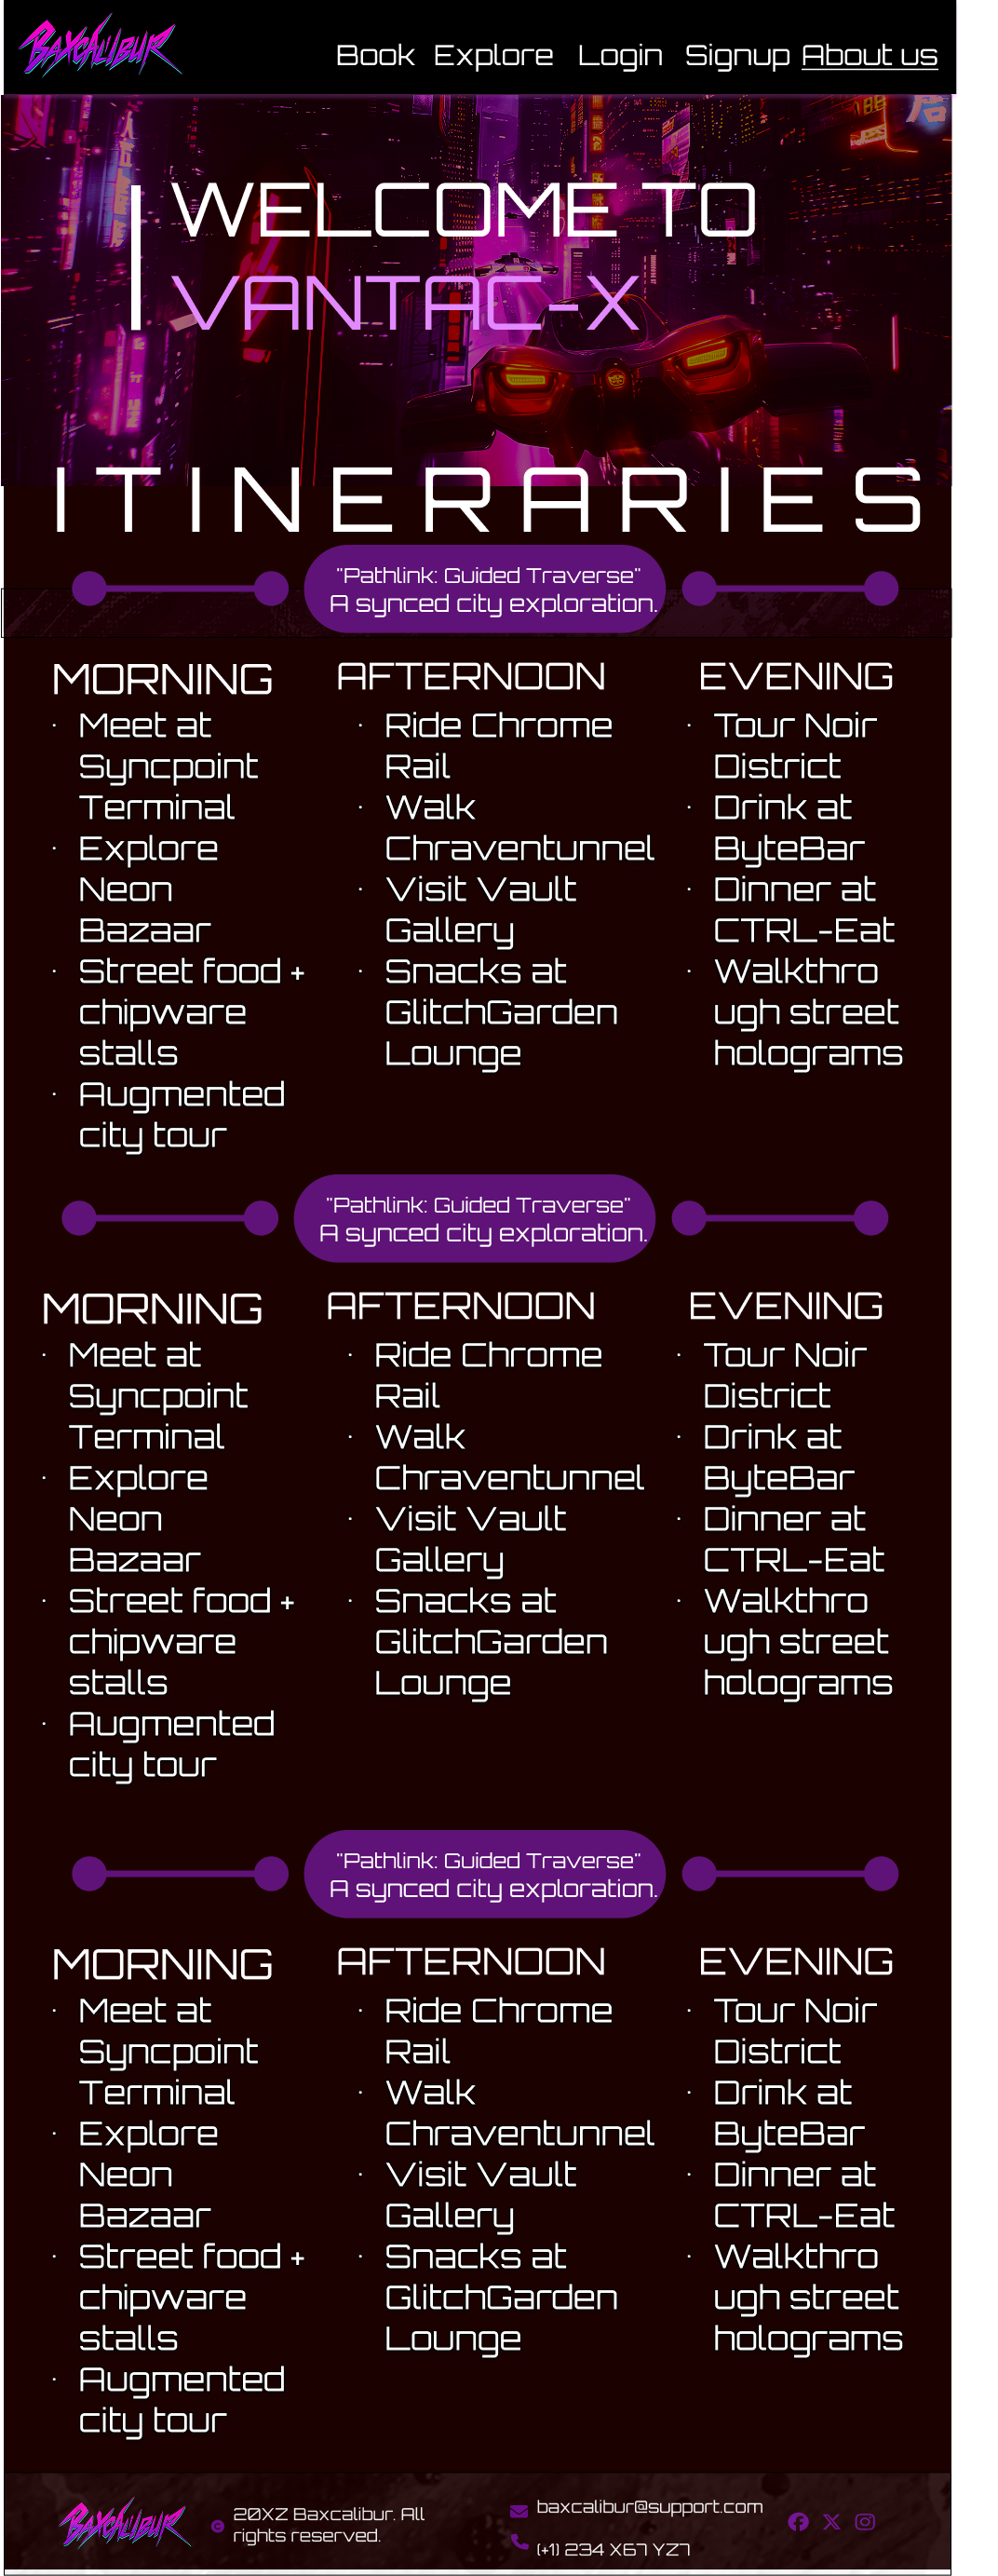 BAXCALIBUR
Book Explore Login Signup About us
WELCOME TO
VANTAC-X
ITINERARIES
"Pathlink: Guided Traverse"
A synced city exploration.
MORNING
· Meet at
Syncpoint
Terminal
· Explore
Neon
Bazaar
· Street food +
chipware
stalls
· Augmented
city tour
AFTERNOON
· Ride Chrome
Rail
· Walk
Chraventunnel
· Visit Vault
Gallery
· Snacks at
GlitchGarden
Lounge
EVENING
· Tour Noir
District
· Drink at
ByteBar
· Dinner at
CTRL-Eat
· Walkthro
ugh street
holograms
"Pathlink: Guided Traverse"
A synced city exploration.
MORNING
· Meet at
Syncpoint
Terminal
· Explore
Neon
Bazaar
· Street food +
chipware
stalls
· Augmented
city tour
AFTERNOON
· Ride Chrome
Rail
· Walk
Chraventunnel
· Visit Vault
Gallery
· Snacks at
GlitchGarden
Lounge
EVENING
· Tour Noir
District
· Drink at
ByteBar
· Dinner at
CTRL-Eat
· Walkthro
ugh street
holograms
"Pathlink: Guided Traverse"
A synced city exploration.
MORNING
· Meet at
Syncpoint
Terminal
· Explore
Neon
Bazaar
· Street food +
chipware
stalls
· Augmented
city tour
AFTERNOON
· Ride Chrome
Rail
· Walk
Chraventunnel
· Visit Vault
Gallery
· Snacks at
GlitchGarden
Lounge
EVENING
· Tour Noir
District
· Drink at
ByteBar
· Dinner at
CTRL-Eat
· Walkthro
ugh street
holograms
BAXCALIBUR
© 20XZ Baxcalibur. All
rights reserved.
baxcalibur@support.com
(+1) 234 X67 YZ7